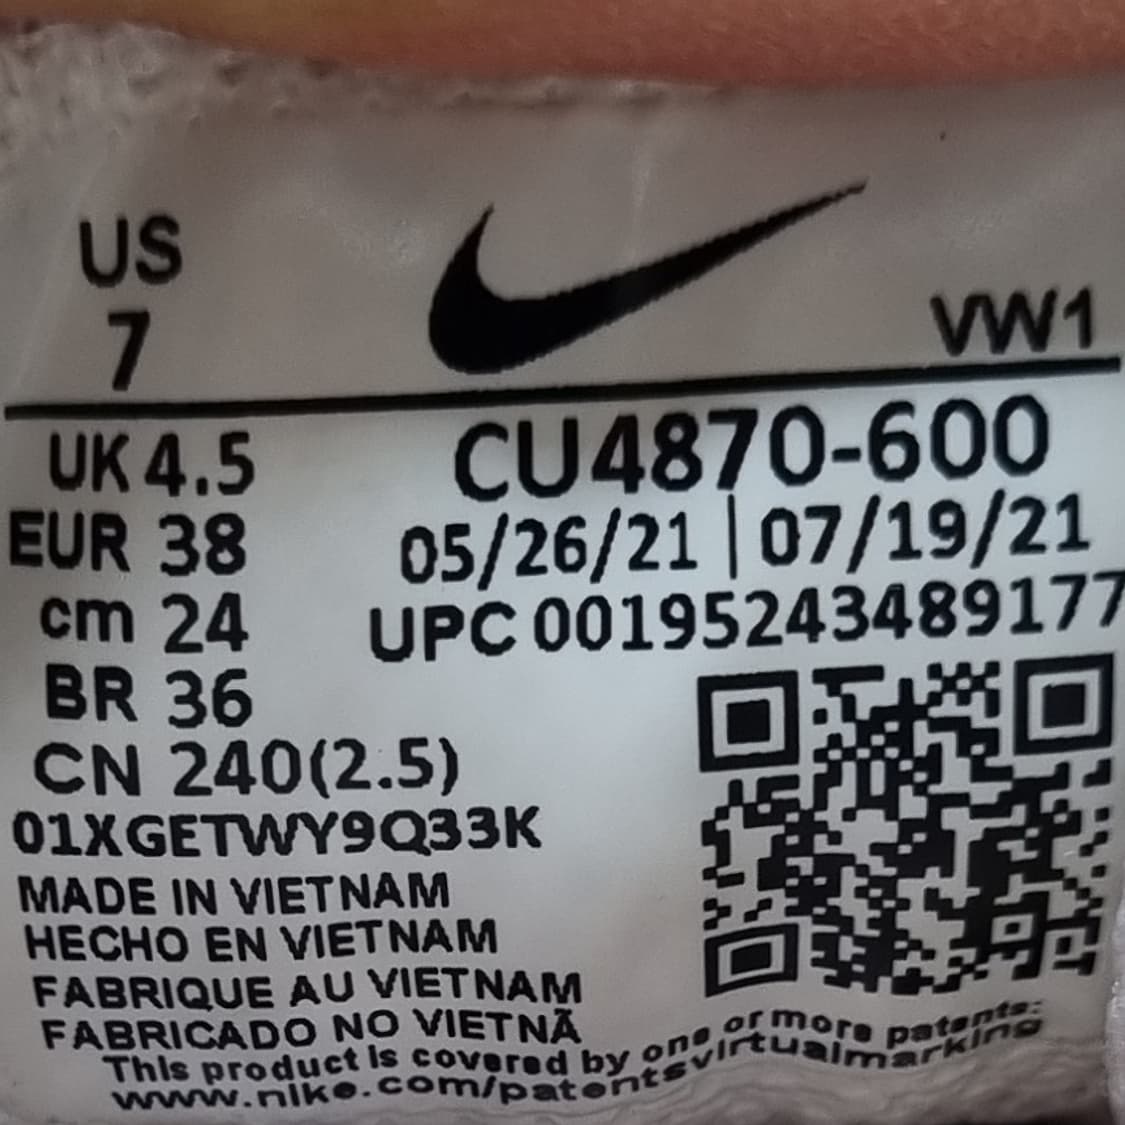 US
7
VW1
UK 4.5
CU4870-600
EUR 38
05/26/21 | 07/19/21
cm 24
UPC 00195243489177
BR 36
CN 240(2.5)
01XGETWY9Q33K
MADE IN VIETNAM
HECHO EN VIETNAM
FABRIQUE AU VIETNAM
FABRICADO NO VIETNÃ
This product is covered by one or more patents:
www.nike.com/patentsvirtualmarking